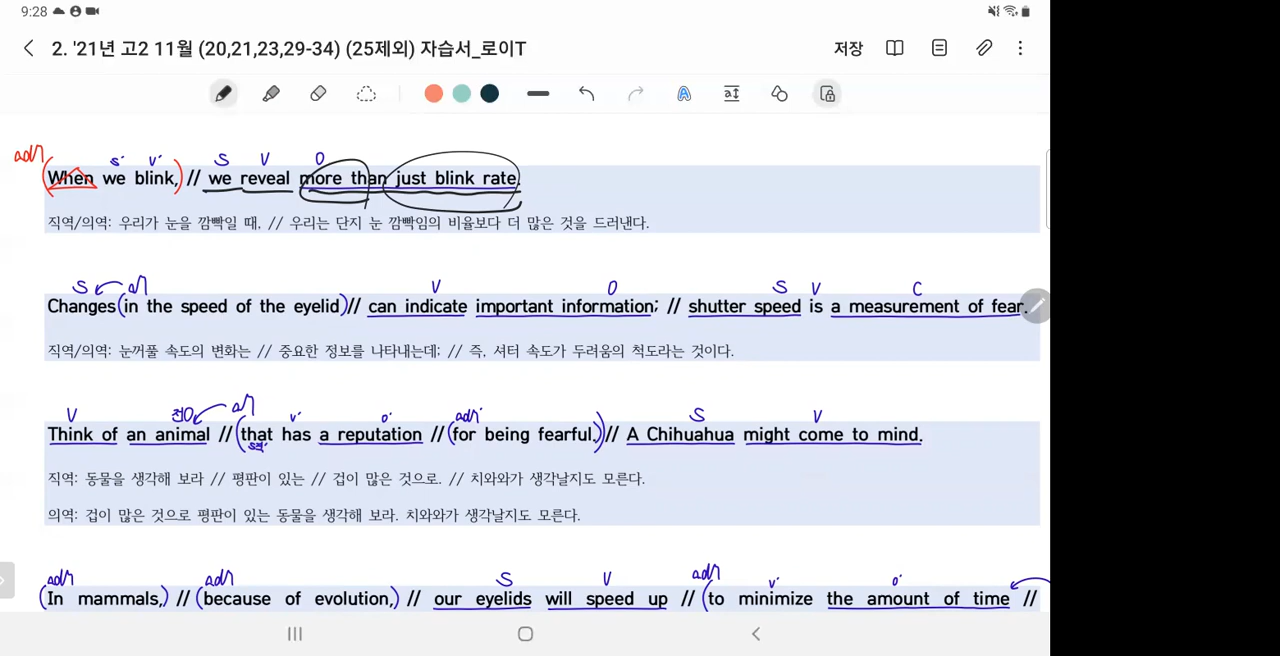 9:28
2. '21년 고2 11월 (20,21,23,29-34) (25제외) 자습서_로이T 저장
adv s' v' S V O
(When we blink,) // we reveal more than just blink rate.
직역/의역: 우리가 눈을 깜빡일 때, // 우리는 단지 눈 깜빡임의 비율보다 더 많은 것을 드러낸다.
S V O S V C
Changes (in the speed of the eyelid) // can indicate important information; // shutter speed is a measurement of fear.
직역/의역: 눈꺼풀 속도의 변화는 // 중요한 정보를 나타내는데; // 즉, 셔터 속도가 두려움의 척도라는 것이다.
V 전O v' o' adv' S V
Think of an animal // (that has a reputation // (for being fearful.)) // A Chihuahua might come to mind.
직역: 동물을 생각해 보라 // 평판이 있는 // 겁이 많은 것으로. // 치와와가 생각날지도 모른다.
의역: 겁이 많은 것으로 평판이 있는 동물을 생각해 보라. 치와와가 생각날지도 모른다.
adv adv S V adv v' o'
(In mammals,) // (because of evolution,) // our eyelids will speed up // (to minimize the amount of time //